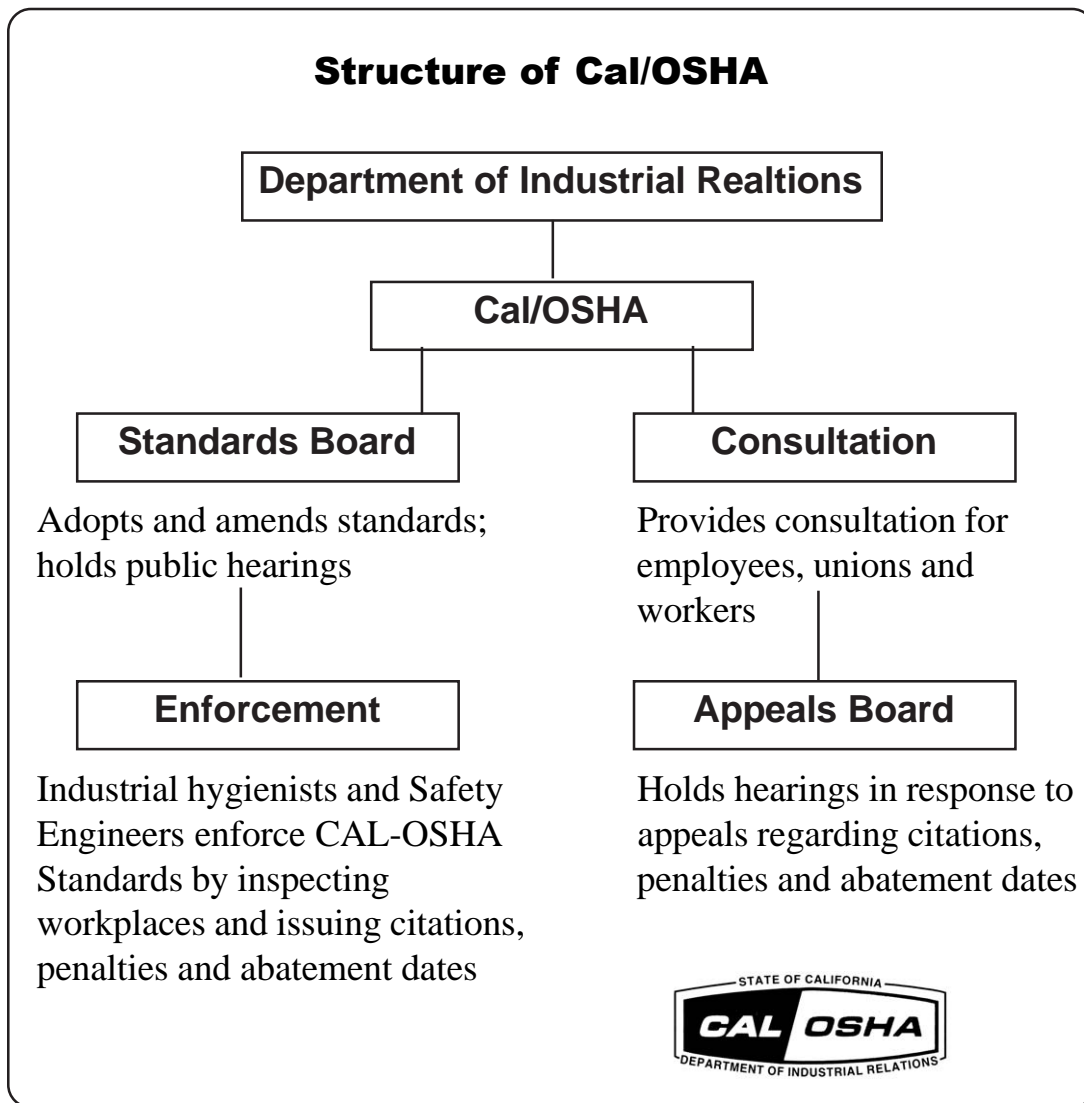 Structure of Cal/OSHA
Department of Industrial Realtions
Cal/OSHA
Standards Board
Adopts and amends standards;
holds public hearings
Consultation
Provides consultation for
employees, unions and
workers
Enforcement
Industrial hygienists and Safety
Engineers enforce CAL-OSHA
Standards by inspecting
workplaces and issuing citations,
penalties and abatement dates
Appeals Board
Holds hearings in response to
appeals regarding citations,
penalties and abatement dates
STATE OF CALIFORNIA
CAL OSHA
DEPARTMENT OF INDUSTRIAL RELATIONS